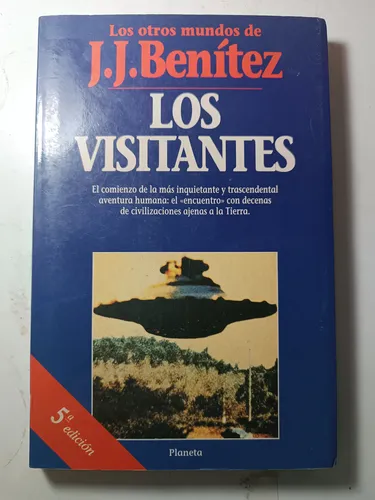 Los otros mundos de
J.J. Benítez
LOS
VISITANTES
El comienzo de la más inquietante y trascendental
aventura humana: el «encuentro» con decenas
de civilizaciones ajenas a la Tierra.
5ª edición
Planeta